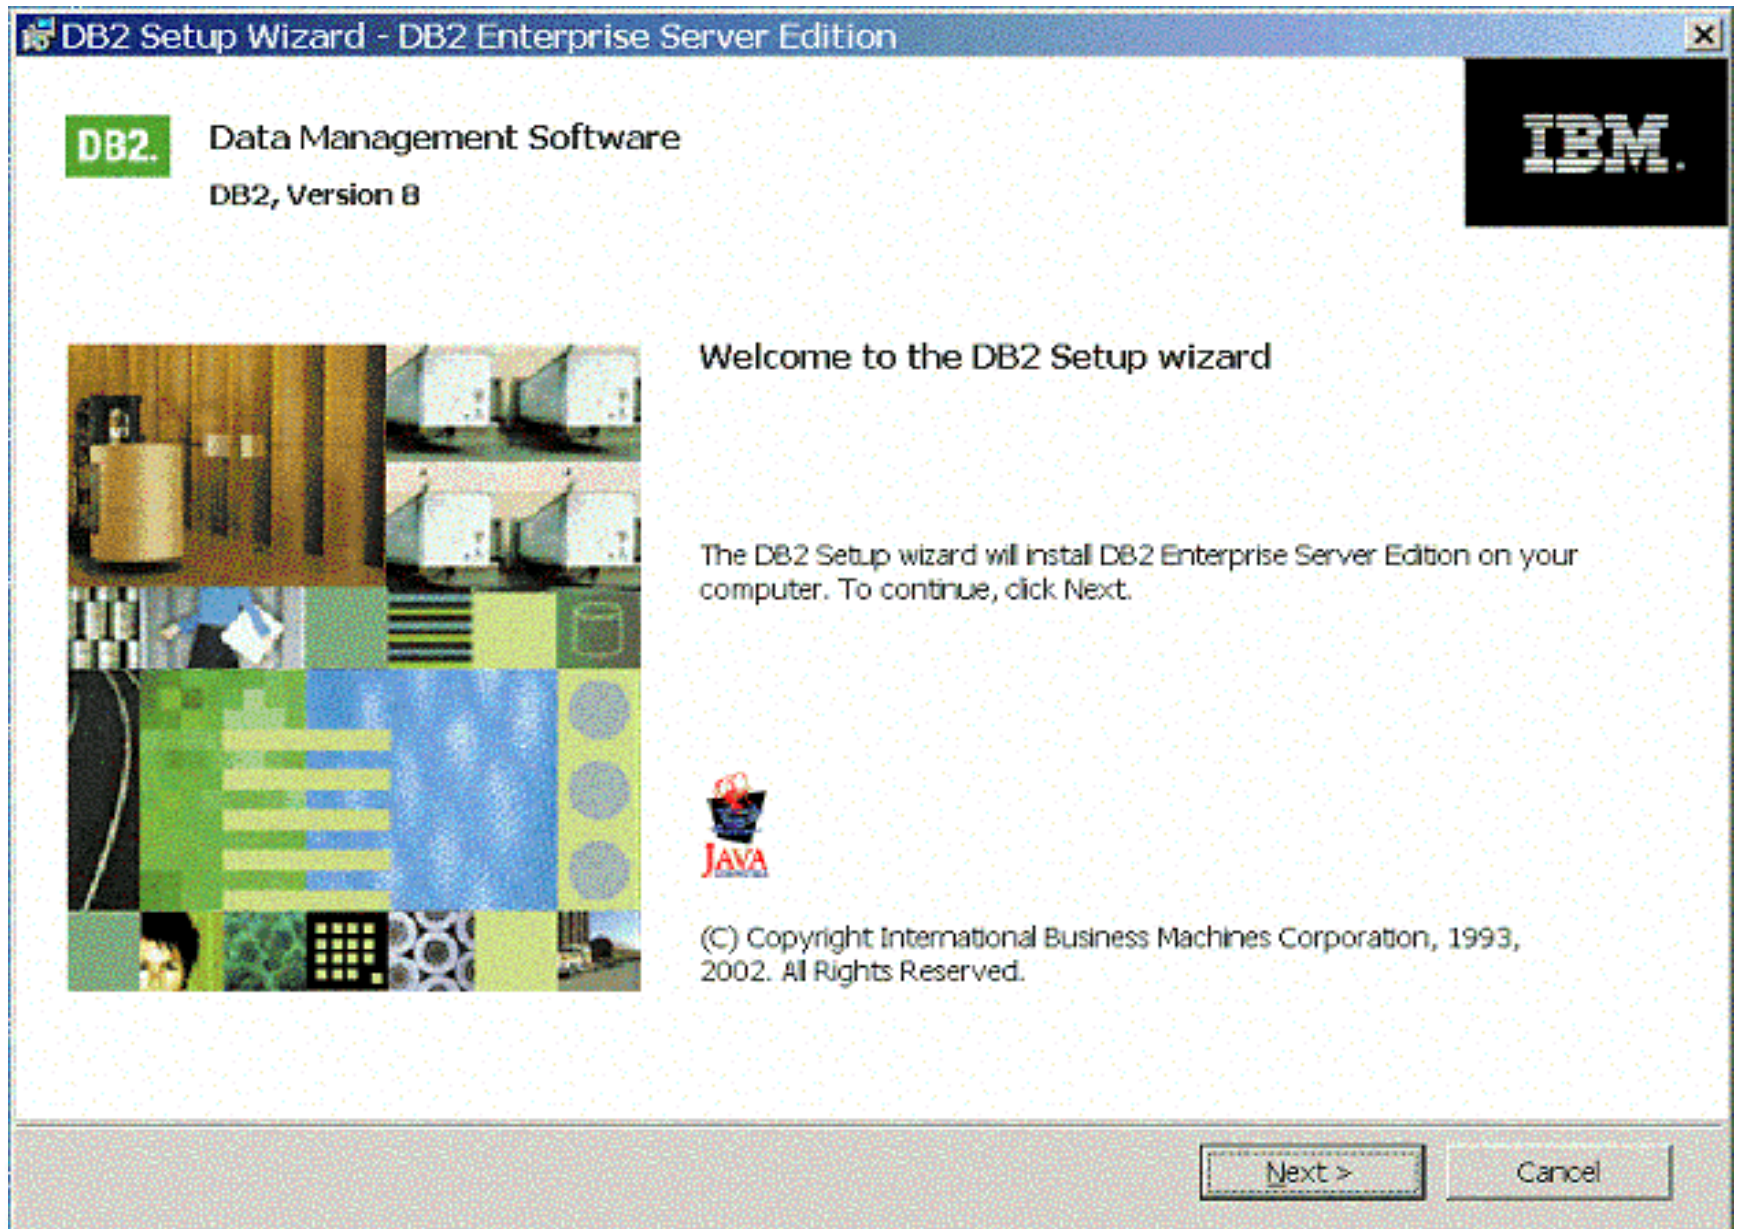 DB2 Setup Wizard - DB2 Enterprise Server Edition
DB2.
Data Management Software
IBM.
DB2, Version 8
Welcome to the DB2 Setup wizard
The DB2 Setup wizard will install DB2 Enterprise Server Edition on your
computer. To continue, click Next.
JAVA
(C) Copyright International Business Machines Corporation, 1993,
2002. All Rights Reserved.
Next >
Cancel